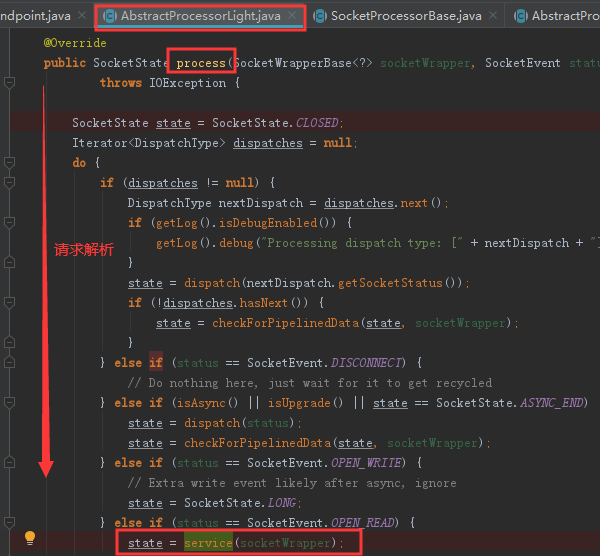 ndpoint.java × AbstractProcessorLight.java × SocketProcessorBase.java × AbstractPro
@Override
public SocketState process(SocketWrapperBase<?> socketWrapper, SocketEvent statu
throws IOException {
SocketState state = SocketState.CLOSED;
Iterator<DispatchType> dispatches = null;
do {
if (dispatches != null) {
DispatchType nextDispatch = dispatches.next();
if (getLog().isDebugEnabled()) {
请求解析
getLog().debug("Processing dispatch type: [" + nextDispatch + "]
}
state = dispatch(nextDispatch.getSocketStatus());
if (!dispatches.hasNext()) {
state = checkForPipelinedData(state, socketWrapper);
}
} else if (status == SocketEvent.DISCONNECT) {
// Do nothing here, just wait for it to get recycled
} else if (isAsync() || isUpgrade() || state == SocketState.ASYNC_END)
state = dispatch(status);
state = checkForPipelinedData(state, socketWrapper);
} else if (status == SocketEvent.OPEN_WRITE) {
// Extra write event likely after async, ignore
state = SocketState.LONG;
} else if (status == SocketEvent.OPEN_READ) {
state = service(socketWrapper);